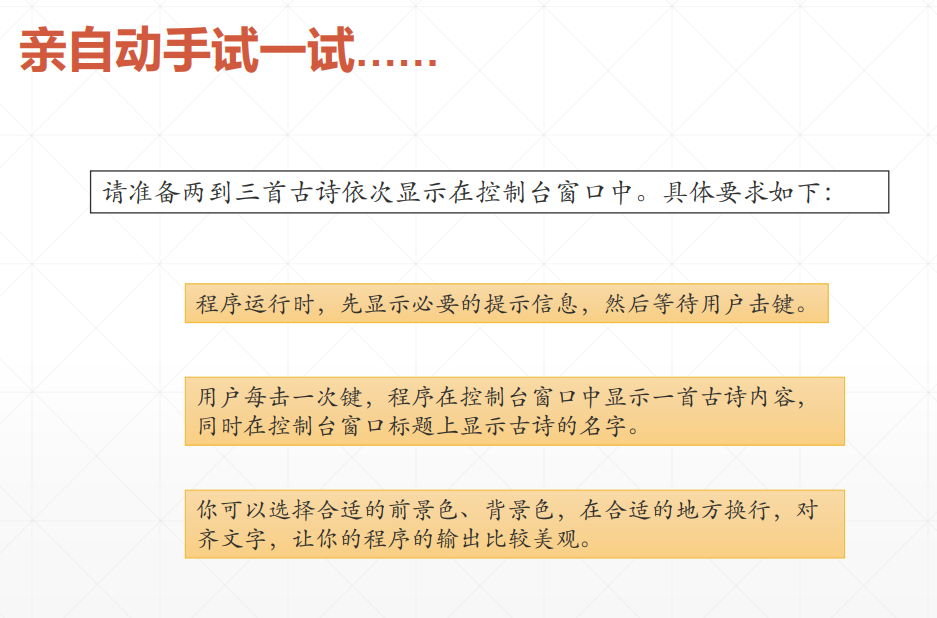 亲自动手试一试……
请准备两到三首古诗依次显示在控制台窗口中。具体要求如下：
程序运行时，先显示必要的提示信息，然后等待用户击键。
用户每击一次键，程序在控制台窗口中显示一首古诗内容，
同时在控制台窗口标题上显示古诗的名字。
你可以选择合适的前景色、背景色，在合适的地方换行，对
齐文字，让你的程序的输出比较美观。